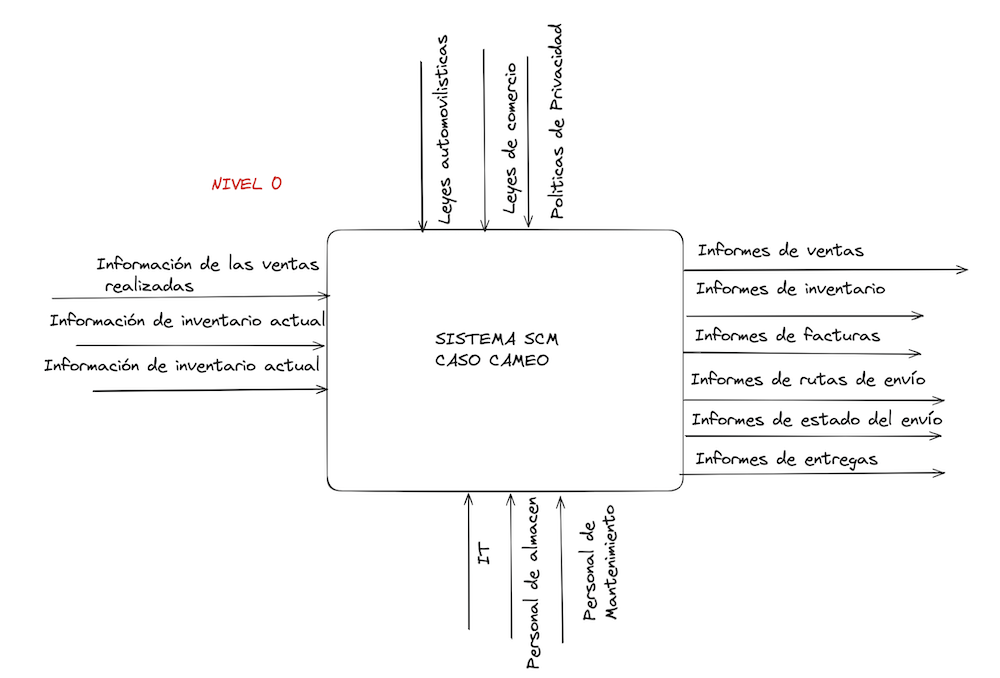 Leyes automovilisticas
Leyes de comercio
Politicas de Privacidad
NIVEL 0
Información de las ventas
realizadas
Información de inventario actual
Información de inventario actual
SISTEMA SCM
CASO CAMEO
Informes de ventas
Informes de inventario
Informes de facturas
Informes de rutas de envío
Informes de estado del envío
Informes de entregas
IT
Personal de almacen
Personal de
Mantenimiento